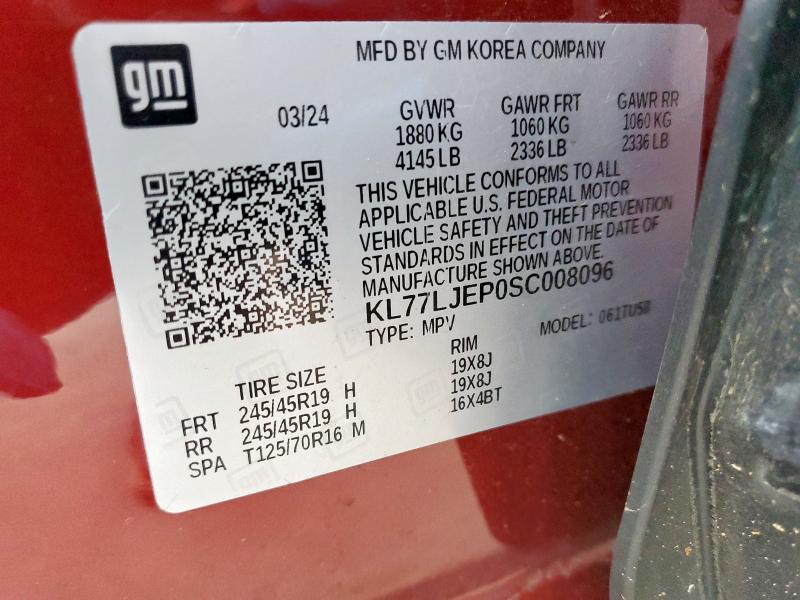 gm
MFD BY GM KOREA COMPANY
03/24
GVWR GAWR FRT GAWR RR
1880 KG 1060 KG 1060 KG
4145 LB 2336 LB 2336 LB
THIS VEHICLE CONFORMS TO ALL
APPLICABLE U.S. FEDERAL MOTOR
VEHICLE SAFETY AND THEFT PREVENTION
STANDARDS IN EFFECT ON THE DATE OF
MANUFACTURE SHOWN ABOVE.
KL77LJEP0SC008096
TYPE: MPV MODEL: 061TU58
TIRE SIZE RIM
FRT 245/45R19 H 19X8J
RR 245/45R19 H 19X8J
SPA T125/70R16 M 16X4BT